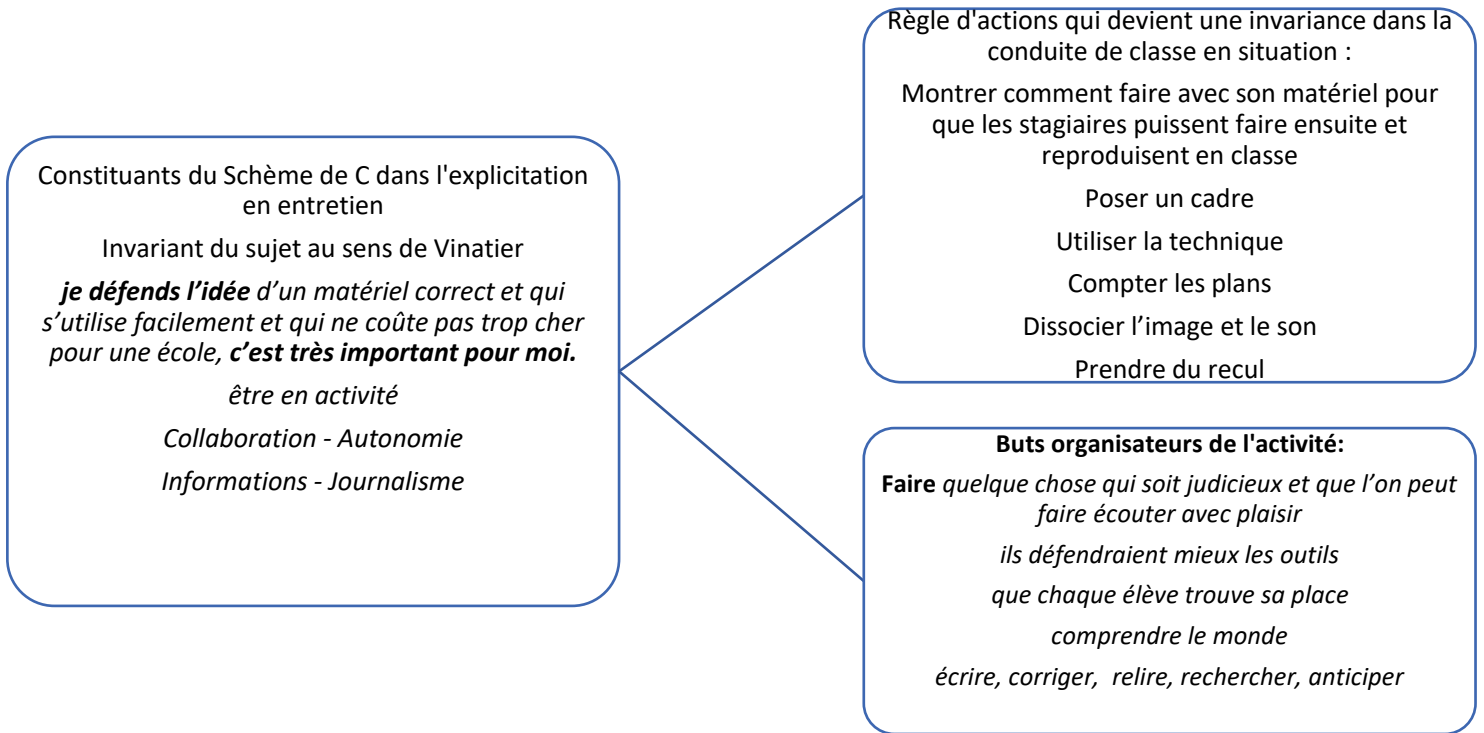 Constituants du Schème de C dans l'explicitation
en entretien
Invariant du sujet au sens de Vinatier
je défends l’idée d’un matériel correct et qui
s’utilise facilement et qui ne coûte pas trop cher
pour une école, c’est très important pour moi.
être en activité
Collaboration - Autonomie
Informations - Journalisme
Règle d'actions qui devient une invariance dans la
conduite de classe en situation :
Montrer comment faire avec son matériel pour
que les stagiaires puissent faire ensuite et
reproduisent en classe
Poser un cadre
Utiliser la technique
Compter les plans
Dissocier l’image et le son
Prendre du recul
Buts organisateurs de l'activité:
Faire quelque chose qui soit judicieux et que l’on peut
faire écouter avec plaisir
ils défendraient mieux les outils
que chaque élève trouve sa place
comprendre le monde
écrire, corriger, relire, rechercher, anticiper